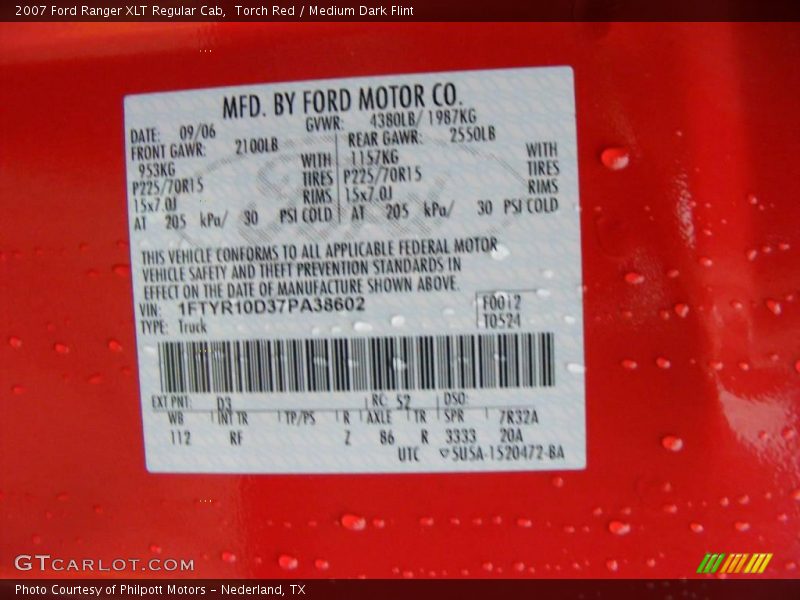 2007 Ford Ranger XLT Regular Cab,  Torch Red / Medium Dark Flint
MFD. BY FORD MOTOR CO.
DATE: 09/06 GVWR: 4380LB/ 1987KG
FRONT GAWR: 2100LB REAR GAWR: 2550LB
953KG WITH 1157KG WITH
P225/70R15 TIRES P225/70R15 TIRES
15x7.0J RIMS 15x7.0J RIMS
AT 205 kPa/ 30 PSI COLD AT 205 kPa/ 30 PSI COLD
THIS VEHICLE CONFORMS TO ALL APPLICABLE FEDERAL MOTOR
VEHICLE SAFETY AND THEFT PREVENTION STANDARDS IN
EFFECT ON THE DATE OF MANUFACTURE SHOWN ABOVE.
VIN: 1FTYR10D37PA38602 F0012
TYPE: Truck T0524
EXT PNT: D3 RC: 52 DSO:
WB INT TR TP/PS R AXLE TR SPR 7R32A
112 RF Z 86 R 3333 20A
UTC ▽5U5A-1520472-BA
GTCARLOT.COM
Photo Courtesy of Philpott Motors - Nederland, TX